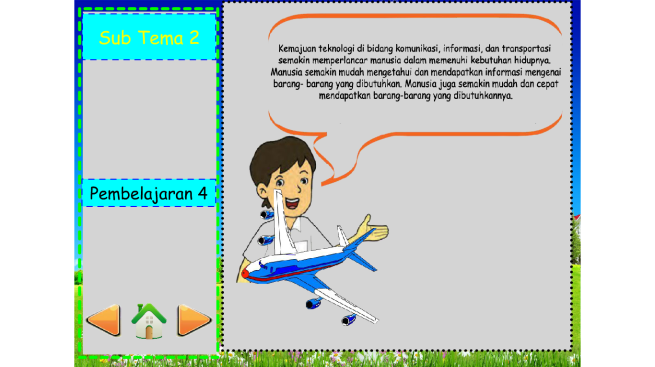 Sub Tema 2
Pembelajaran 4
Kemajuan teknologi di bidang komunikasi, informasi, dan transportasi
semakin memperlancar manusia dalam memenuhi kebutuhan hidupnya.
Manusia semakin mudah mengetahui dan mendapatkan informasi mengenai
barang- barang yang dibutuhkan. Manusia juga semakin mudah dan cepat
mendapatkan barang-barang yang dibutuhkannya.